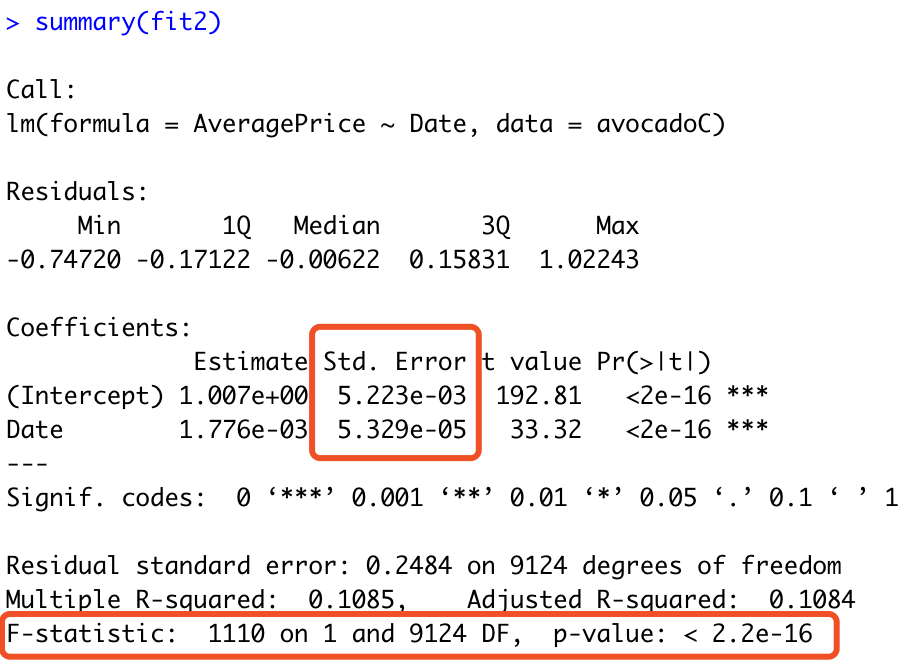 > summary(fit2)
Call:
lm(formula = AveragePrice ~ Date, data = avocadoC)
Residuals:
Min 1Q Median 3Q Max
-0.74720 -0.17122 -0.00622 0.15831 1.02243
Coefficients:
Estimate Std. Error t value Pr(>|t|)
(Intercept) 1.007e+00 5.223e-03 192.81 <2e-16 ***
Date 1.776e-03 5.329e-05 33.32 <2e-16 ***
---
Signif. codes: 0 ‘***’ 0.001 ‘**’ 0.01 ‘*’ 0.05 ‘.’ 0.1 ‘ ’ 1
Residual standard error: 0.2484 on 9124 degrees of freedom
Multiple R-squared: 0.1085, Adjusted R-squared: 0.1084
F-statistic: 1110 on 1 and 9124 DF, p-value: < 2.2e-16